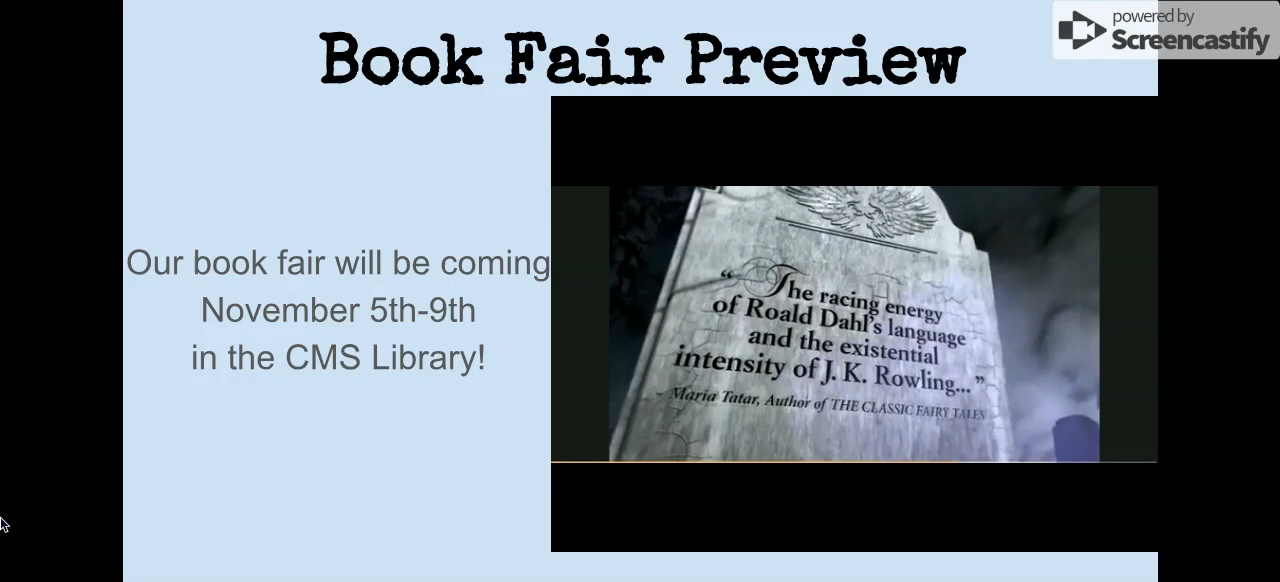 Book Fair Preview
powered by
Screencastify
Our book fair will be coming
November 5th-9th
in the CMS Library!
“The racing energy
of Roald Dahl's language
and the existential
intensity of J. K. Rowling...”
- Maria Tatar, Author of THE CLASSIC FAIRY TALES